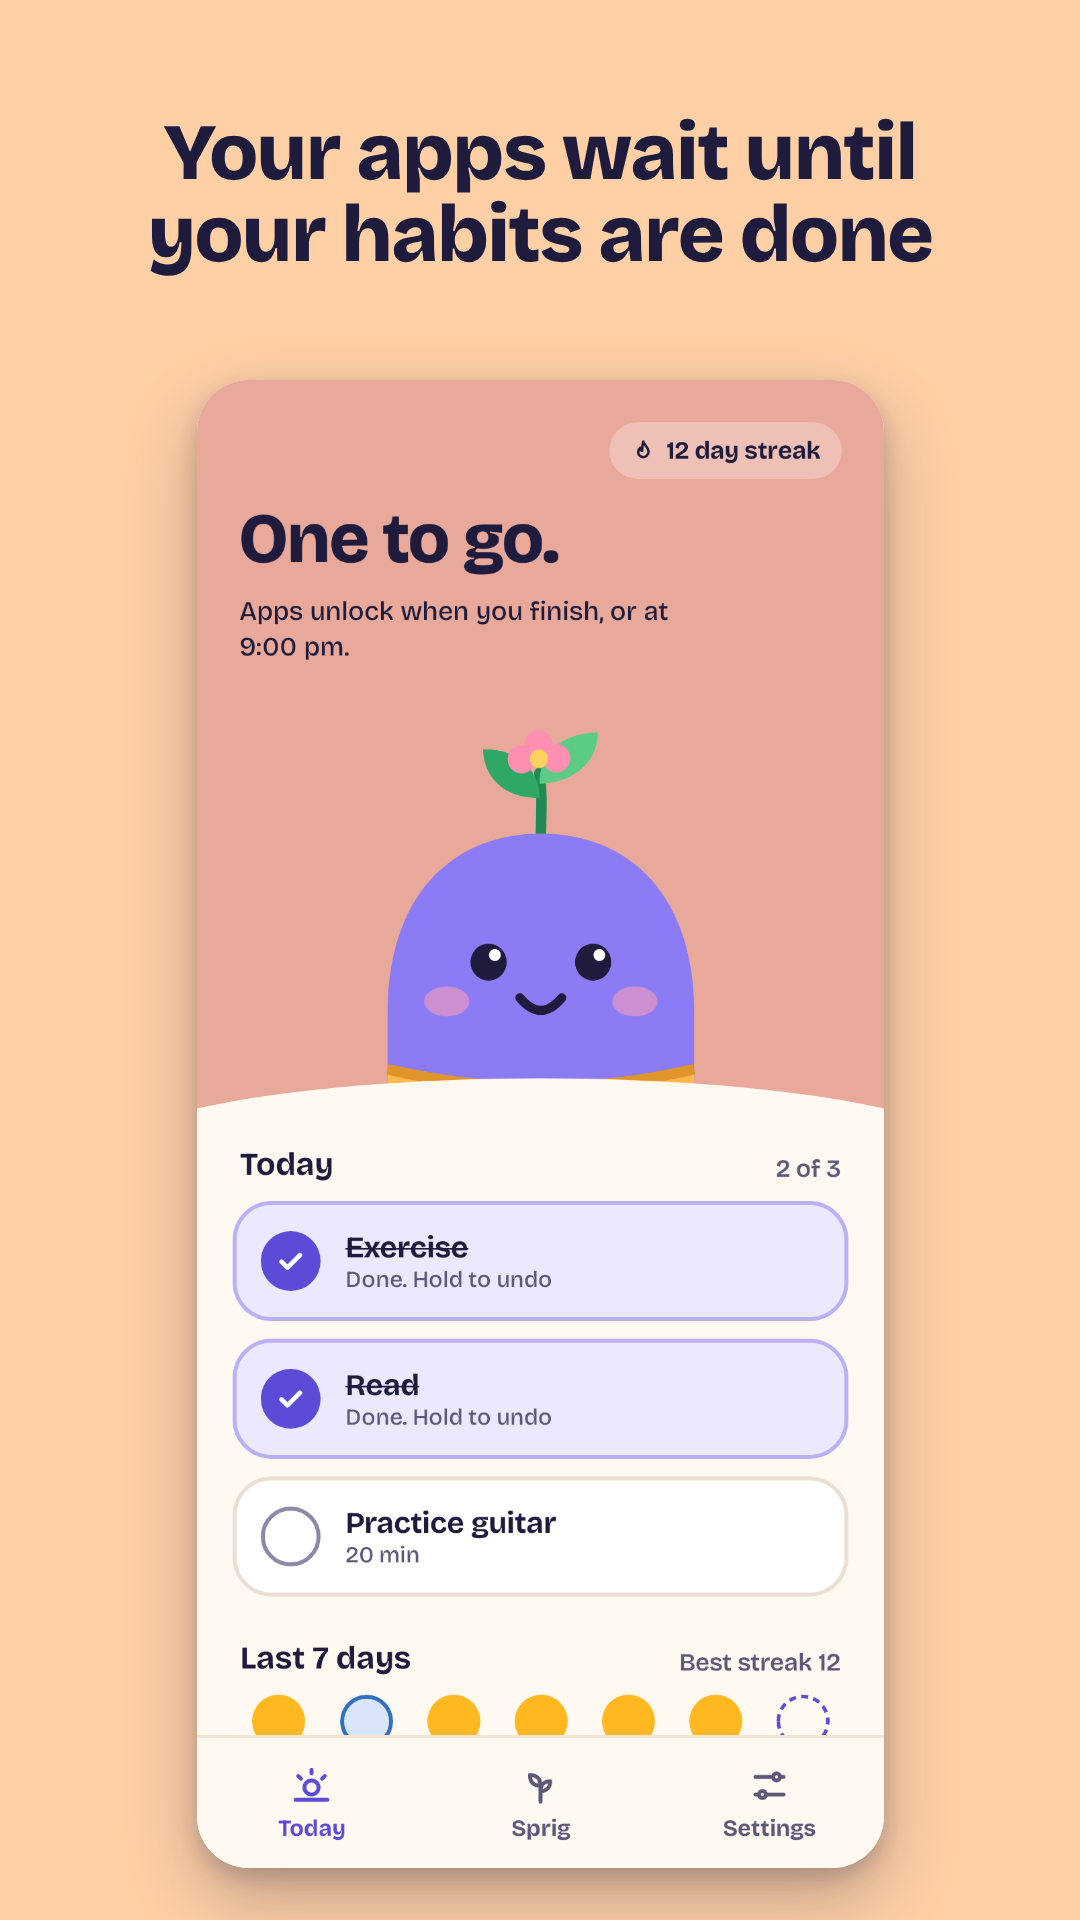 Your apps wait until
your habits are done
12 day streak
One to go.
Apps unlock when you finish, or at
9:00 pm.
Today
2 of 3
Exercise
Done. Hold to undo
Read
Done. Hold to undo
Practice guitar
20 min
Last 7 days
Best streak 12
Today
Sprig
Settings